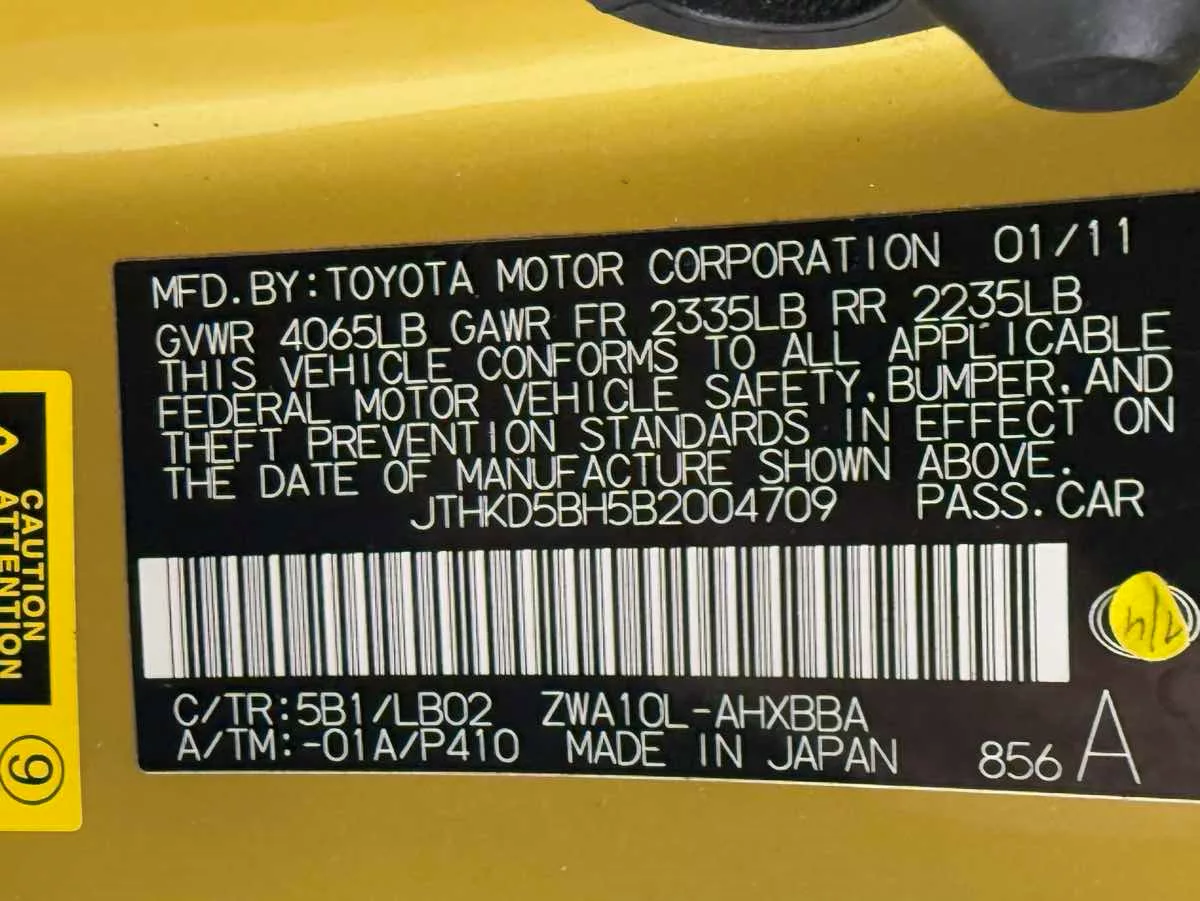 MFD.BY:TOYOTA MOTOR CORPORATION 01/11
GVWR 4065LB GAWR FR 2335LB RR 2235LB
THIS VEHICLE CONFORMS TO ALL APPLICABLE
FEDERAL MOTOR VEHICLE SAFETY,BUMPER,AND
THEFT PREVENTION STANDARDS IN EFFECT ON
THE DATE OF MANUFACTURE SHOWN ABOVE.
JTHKD5BH5B2004709 PASS.CAR
C/TR:5B1/LB02 ZWA10L-AHXBBA
A/TM:-01A/P410 MADE IN JAPAN 856 A
CAUTION
ATTENTION
9